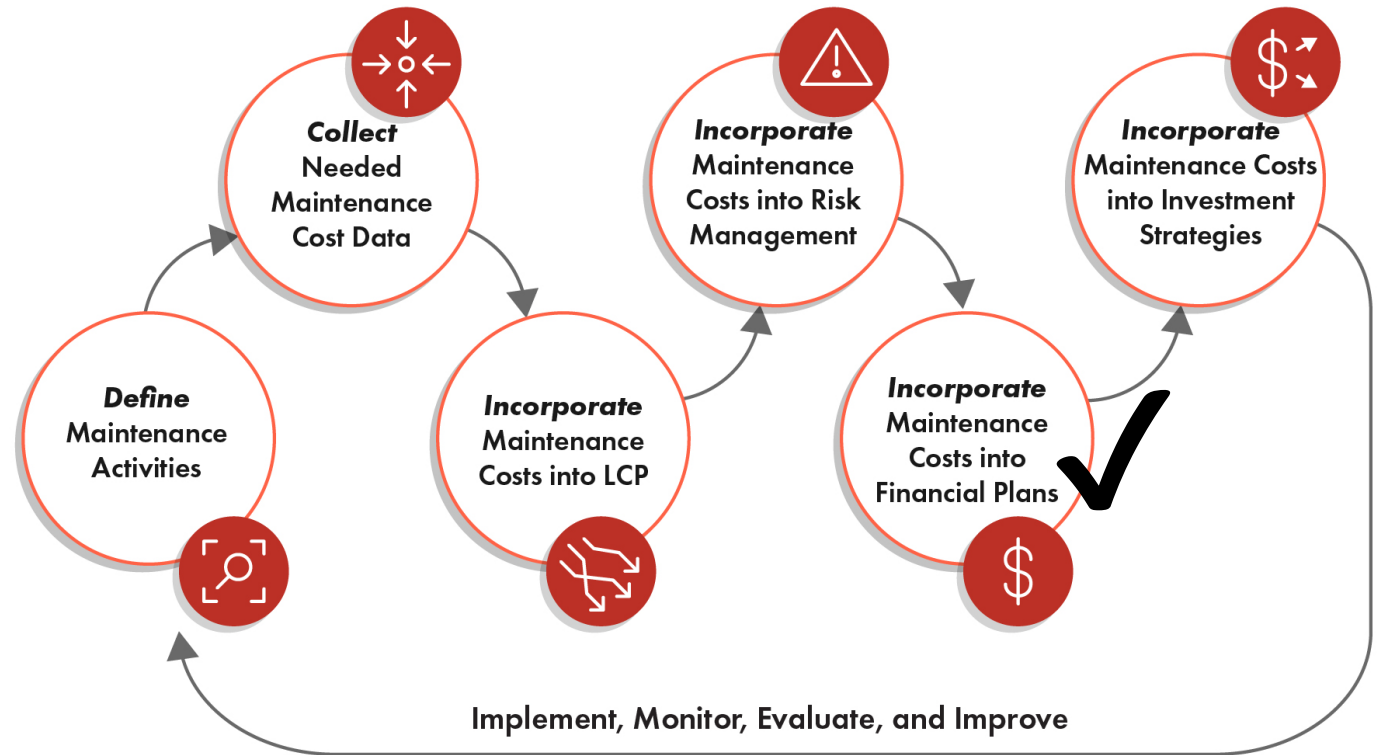 Define
Maintenance
Activities
Collect
Needed
Maintenance
Cost Data
Incorporate
Maintenance
Costs into LCP
Incorporate
Maintenance
Costs into Risk
Management
Incorporate
Maintenance
Costs into
Financial Plans
Incorporate
Maintenance Costs
into Investment
Strategies
Implement, Monitor, Evaluate, and Improve